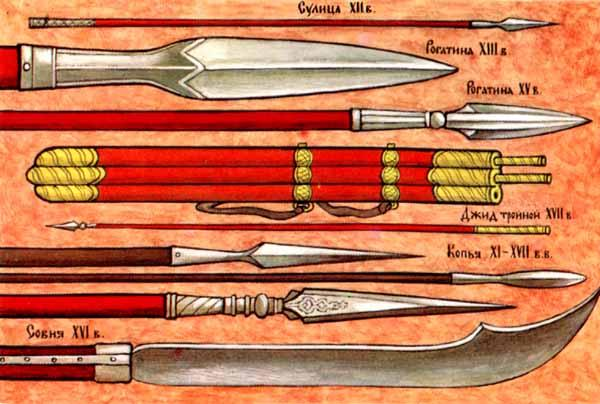 Сулица XII в.
Рогатина XIII в.
Рогатина XV в.
Джид тройной XVII в.
Копья XI–XVII в.в.
Совня XVI в.